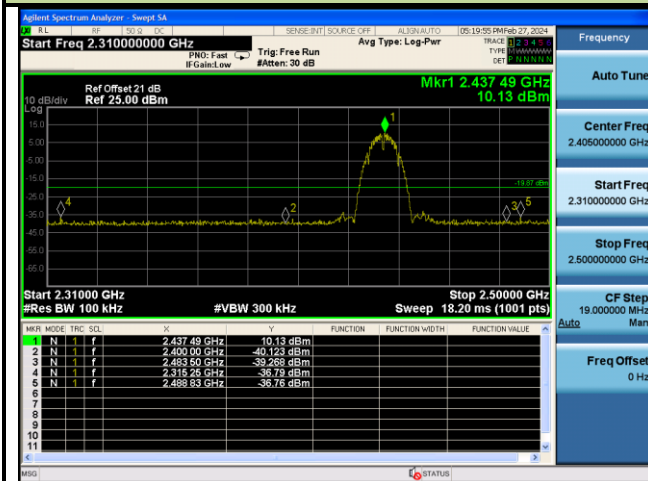 Agilent Spectrum Analyzer - Swept SA
RL RF 50 Ω DC SENSE:INT SOURCE OFF ALIGN AUTO 05:19:55 PM Feb 27, 2024
Start Freq 2.310000000 GHz
PNO: Fast
IFGain:Low
Trig: Free Run
#Atten: 30 dB
Avg Type: Log-Pwr
TRACE 1 2 3 4 5 6
TYPE M W W W W W
DET P N N N N N
Ref Offset 21 dB
Ref 25.00 dBm
10 dB/div
Log
Mkr1 2.437 49 GHz
10.13 dBm
15.0
5.00
-5.00
-15.0
-25.0
-35.0
-45.0
-55.0
-65.0
1
2
3
4
5
-19.87 dBm
Start 2.31000 GHz
Stop 2.50000 GHz
#Res BW 100 kHz
#VBW 300 kHz
Sweep 18.20 ms (1001 pts)
MKR MODE TRC SCL X Y FUNCTION FUNCTION WIDTH FUNCTION VALUE
1 N 1 f 2.437 49 GHz 10.13 dBm
2 N 1 f 2.400 00 GHz -40.123 dBm
3 N 1 f 2.483 50 GHz -39.268 dBm
4 N 1 f 2.315 25 GHz -36.79 dBm
5 N 1 f 2.488 83 GHz -36.76 dBm
6
7
8
9
10
11
MSG
STATUS
Frequency
Auto Tune
Center Freq
2.405000000 GHz
Start Freq
2.310000000 GHz
Stop Freq
2.500000000 GHz
CF Step
19.000000 MHz
Auto Man
Freq Offset
0 Hz